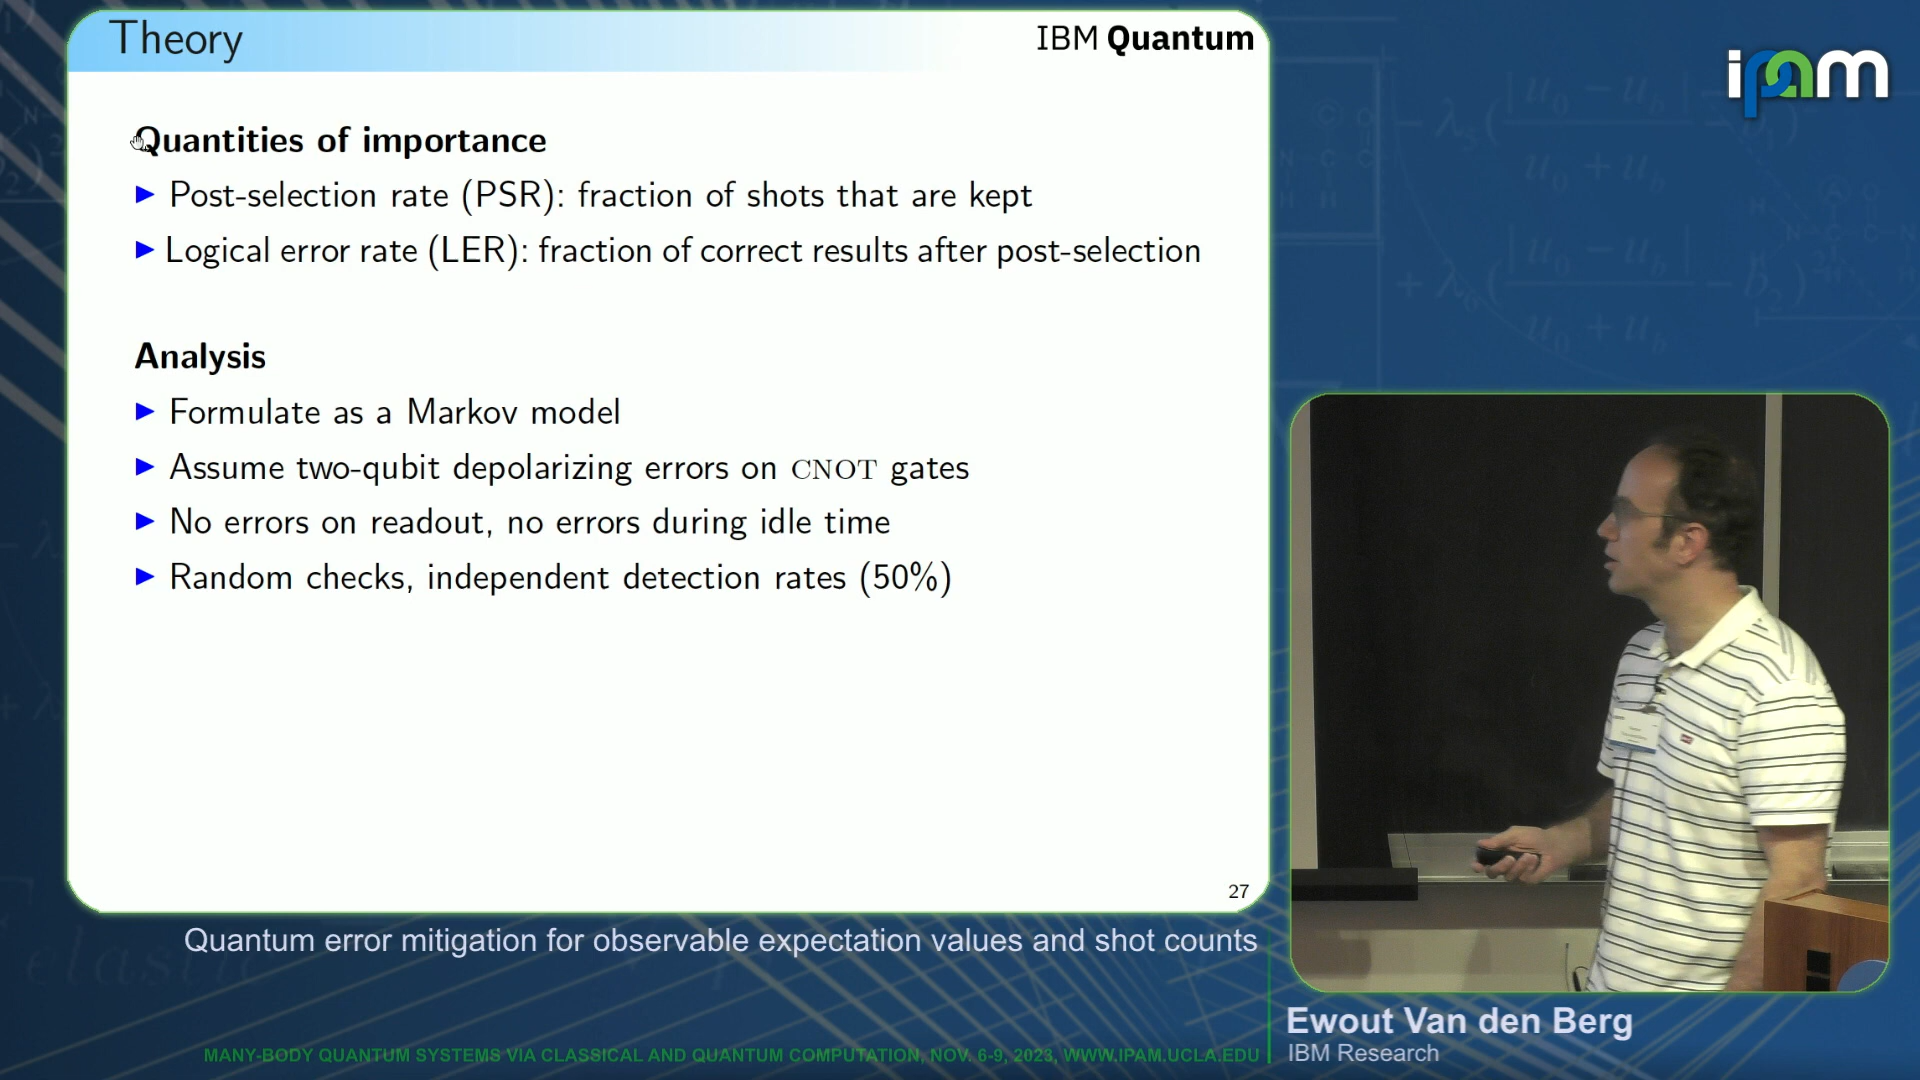 Theory
IBM Quantum
ipam
Quantities of importance
Post-selection rate (PSR): fraction of shots that are kept
Logical error rate (LER): fraction of correct results after post-selection
Analysis
Formulate as a Markov model
Assume two-qubit depolarizing errors on CNOT gates
No errors on readout, no errors during idle time
Random checks, independent detection rates (50%)
27
Quantum error mitigation for observable expectation values and shot counts
Ewout Van den Berg
IBM Research
MANY-BODY QUANTUM SYSTEMS VIA CLASSICAL AND QUANTUM COMPUTATION, NOV. 6-9, 2023, WWW.IPAM.UCLA.EDU